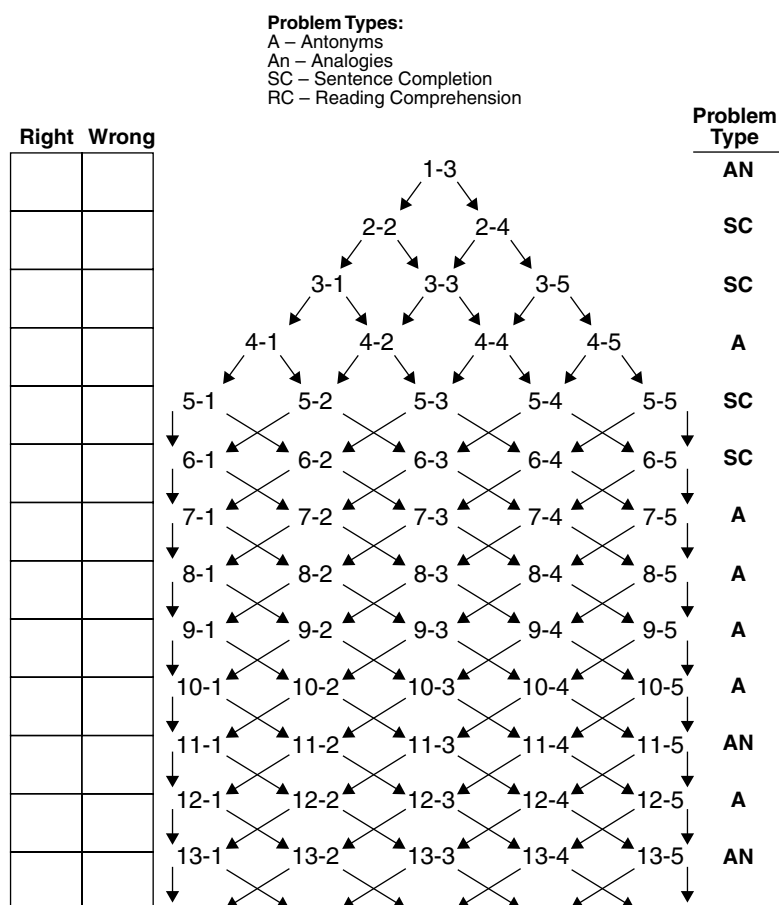 Problem Types:
A – Antonyms
An – Analogies
SC – Sentence Completion
RC – Reading Comprehension
Right Wrong Problem Type
1-3 AN
2-2 2-4 SC
3-1 3-3 3-5 SC
4-1 4-2 4-4 4-5 A
5-1 5-2 5-3 5-4 5-5 SC
6-1 6-2 6-3 6-4 6-5 SC
7-1 7-2 7-3 7-4 7-5 A
8-1 8-2 8-3 8-4 8-5 A
9-1 9-2 9-3 9-4 9-5 A
10-1 10-2 10-3 10-4 10-5 A
11-1 11-2 11-3 11-4 11-5 AN
12-1 12-2 12-3 12-4 12-5 A
13-1 13-2 13-3 13-4 13-5 AN